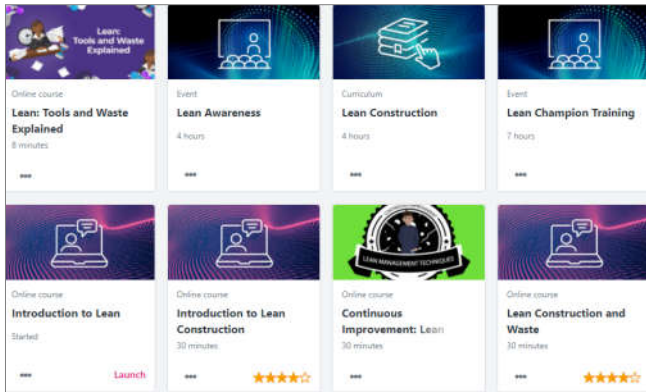 Lean:
Tools and Waste
Explained
Online course
Lean: Tools and Waste
Explained
8 minutes
Event
Lean Awareness
4 hours
Curriculum
Lean Construction
4 hours
Event
Lean Champion Training
7 hours
Online course
Introduction to Lean
Started
Launch
Online course
Introduction to Lean
Construction
30 minutes
LEAN MANAGEMENT TECHNIQUES
Online course
Continuous
Improvement: Lean
30 minutes
Online course
Lean Construction and
Waste
30 minutes